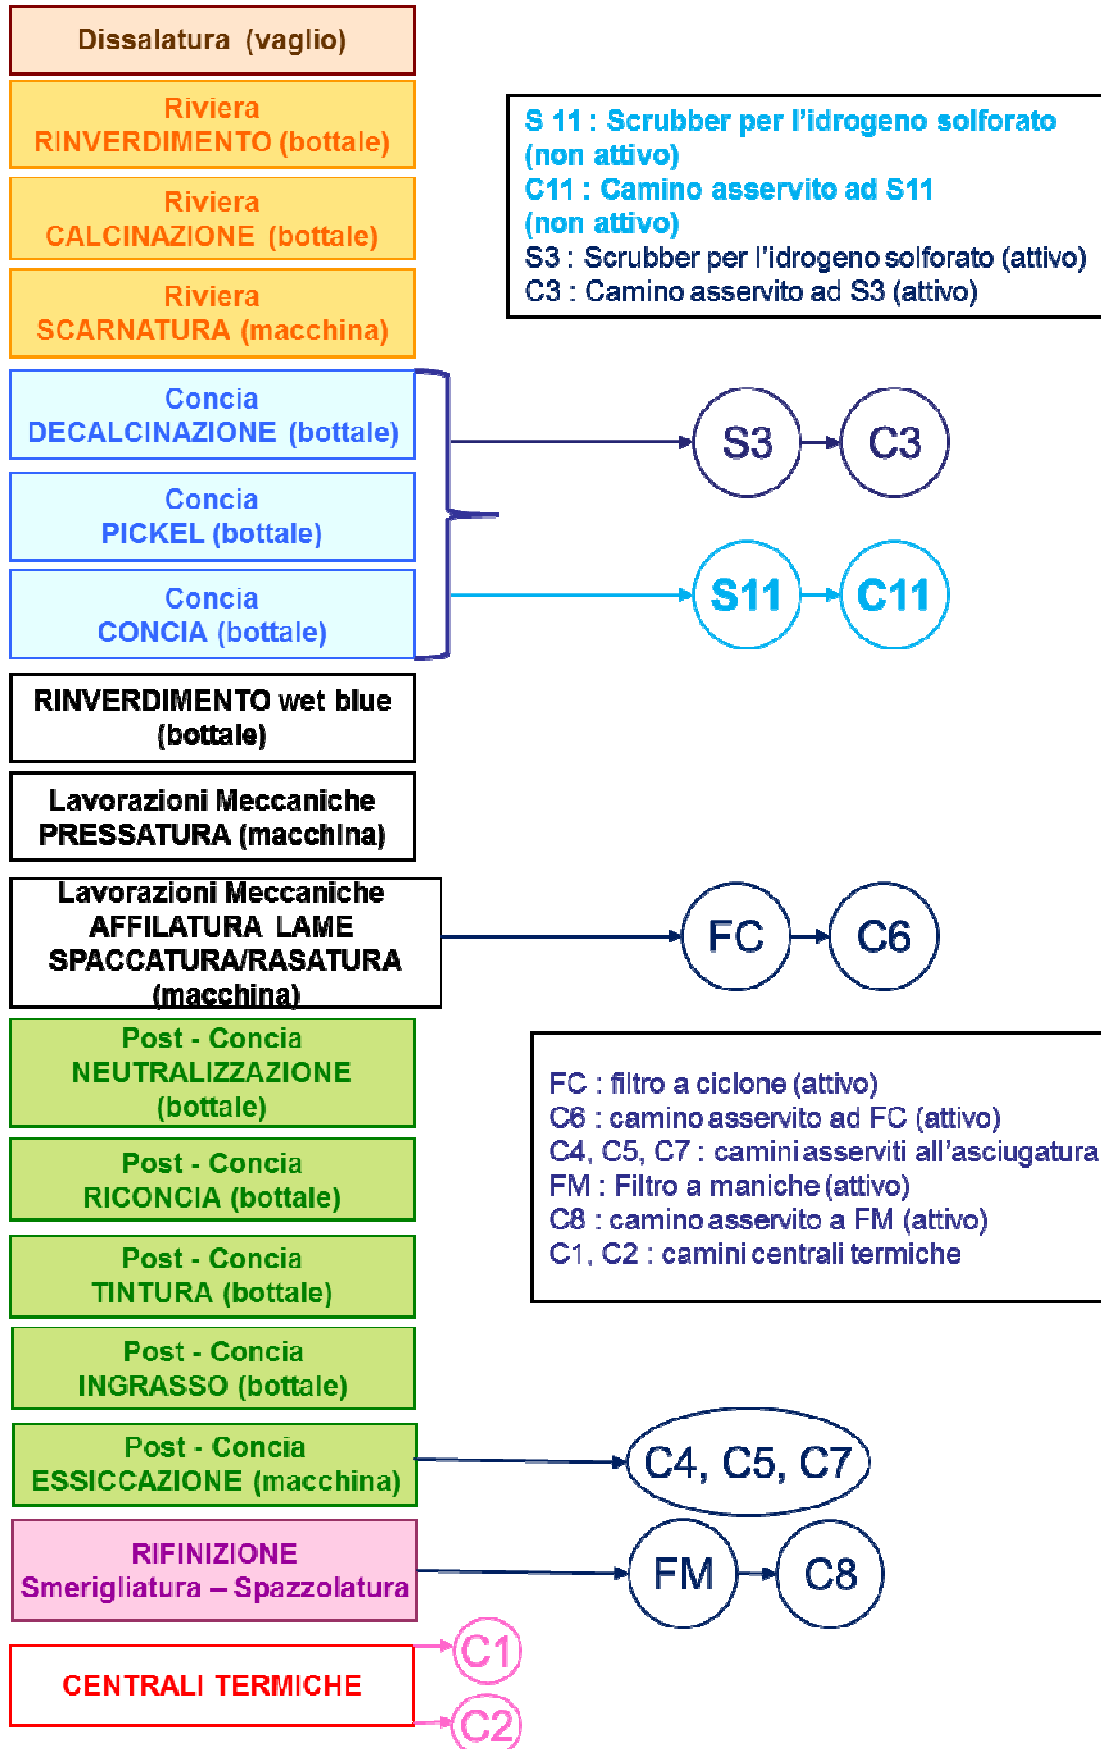 Dissalatura (vaglio)
Riviera
RINVERDIMENTO (bottale)
Riviera
CALCINAZIONE (bottale)
Riviera
SCARNATURA (macchina)
S 11 : Scrubber per l'idrogeno solforato
(non attivo)
C11 : Camino asservito ad S11
(non attivo)
S3 : Scrubber per l'idrogeno solforato (attivo)
C3 : Camino asservito ad S3 (attivo)
Concia
DECALCINAZIONE (bottale)
S3
C3
Concia
PICKEL (bottale)
Concia
CONCIA (bottale)
S11
C11
RINVERDIMENTO wet blue
(bottale)
Lavorazioni Meccaniche
PRESSATURA (macchina)
Lavorazioni Meccaniche
AFFILATURA LAME
SPACCATURA/RASATURA
(macchina)
FC
C6
Post - Concia
NEUTRALIZZAZIONE
(bottale)
Post - Concia
RICONCIA (bottale)
Post - Concia
TINTURA (bottale)
FC : filtro a ciclone (attivo)
C6 : camino asservito ad FC (attivo)
C4, C5, C7 : camini asserviti all'asciugatura
FM : Filtro a maniche (attivo)
C8 : camino asservito a FM (attivo)
C1, C2 : camini centrali termiche
Post - Concia
INGRASSO (bottale)
Post - Concia
ESSICCAZIONE (macchina)
C4, C5, C7
RIFINIZIONE
Smerigliatura – Spazzolatura
FM
C8
CENTRALI TERMICHE
C1
C2